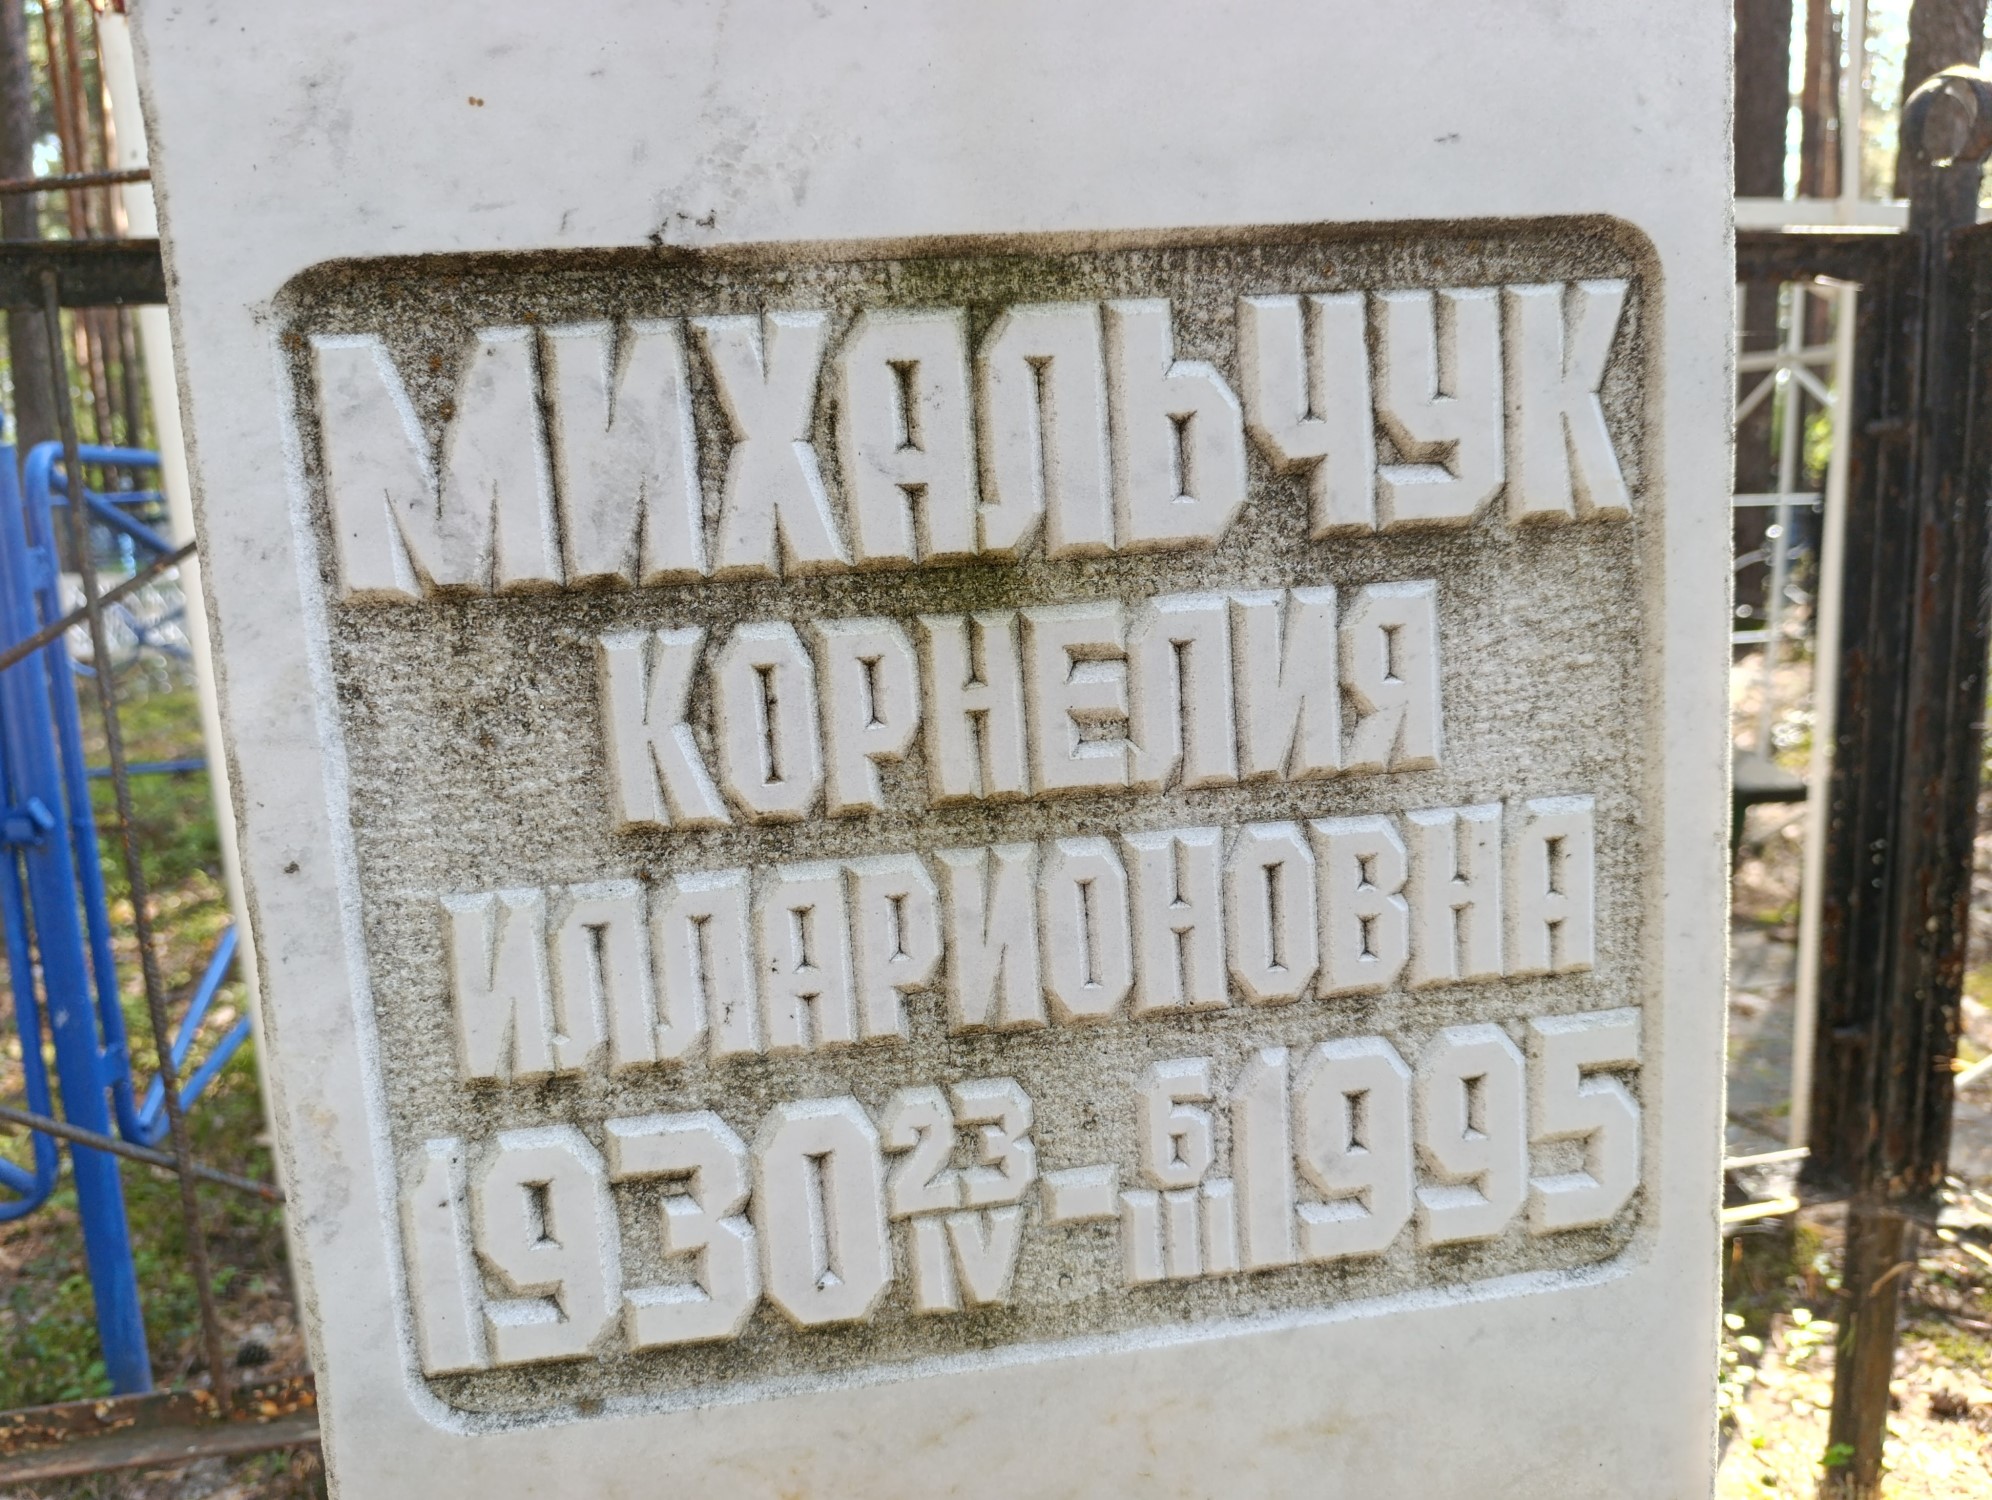 МИХАЛЬЧУК
КОРНЕЛИЯ
ИЛЛАРИОНОВНА
1930 23 IV - 6 III 1995